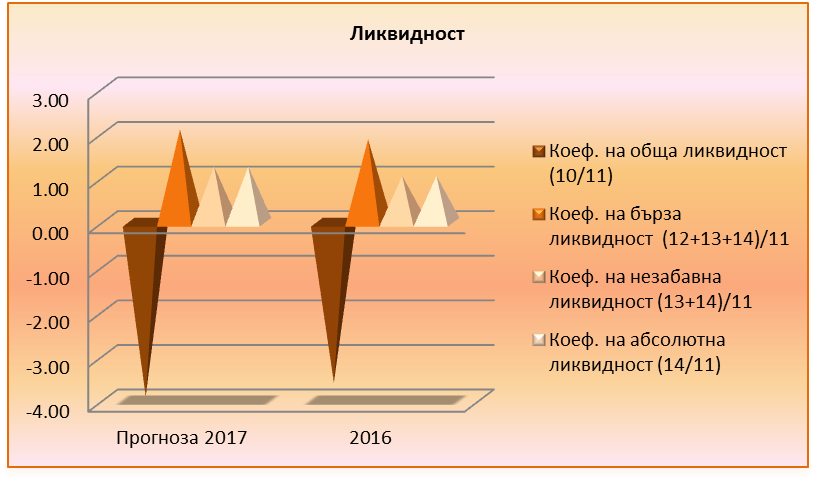 Ликвидност
3.00
2.00
1.00
0.00
-1.00
-2.00
-3.00
-4.00
Прогноза 2017
2016
Коеф. на обща ликвидност
(10/11)
Коеф. на бърза
ликвидност (12+13+14)/11
Коеф. на незабавна
ликвидност (13+14)/11
Коеф. на абсолютна
ликвидност (14/11)